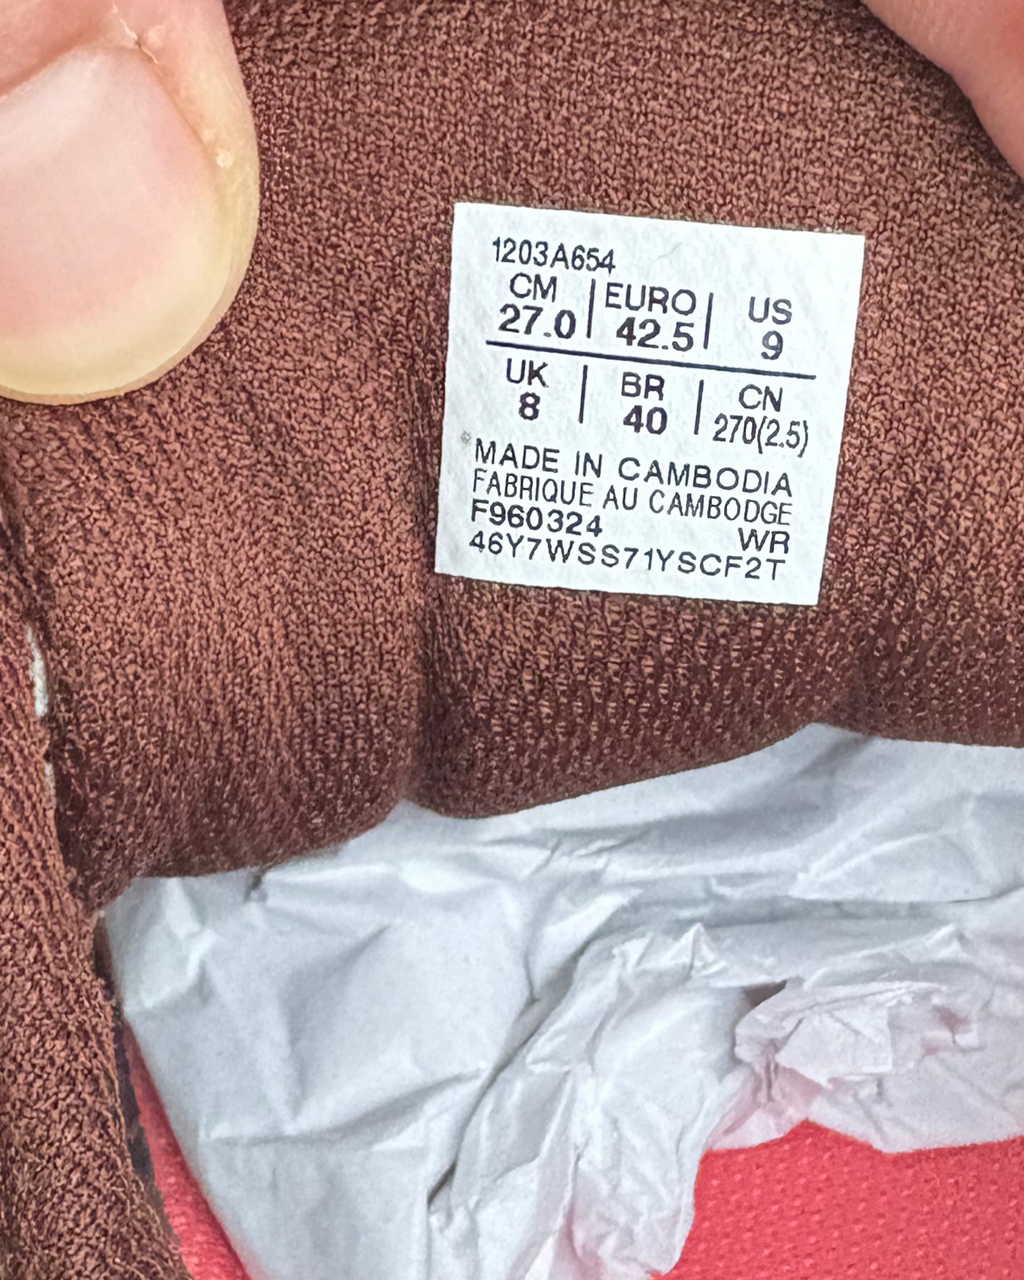 1203A654
CM | EURO | US
27.0 | 42.5 | 9
UK | BR | CN
8 | 40 | 270(2.5)
MADE IN CAMBODIA
FABRIQUE AU CAMBODGE
F960324 WR
46Y7WSS71YSCF2T